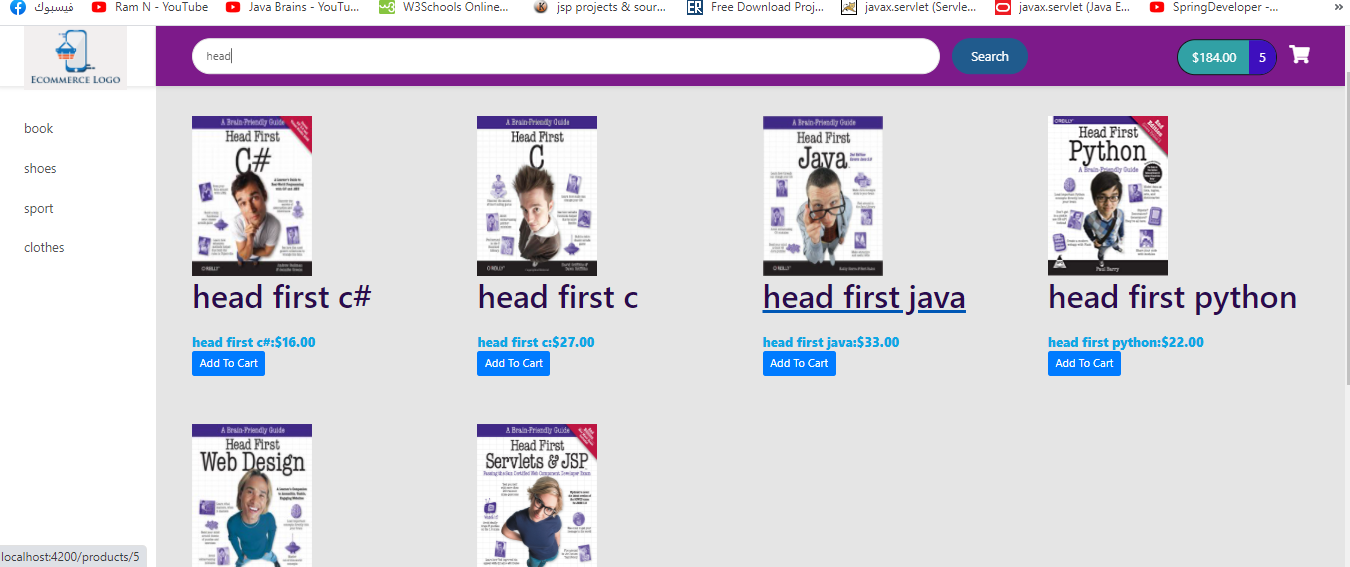 فيسبوك
Ram N - YouTube
Java Brains - YouTu...
W3Schools Online...
jsp projects & sour...
Free Download Proj...
javax.servlet (Servle...
javax.servlet (Java E...
SpringDeveloper -...
»
Ecommerce Logo
head
Search
$184.00 5
book
shoes
sport
clothes
A Brain-Friendly Guide
Head First
C#
head first c#
head first c#:$16.00
Add To Cart
A Brain-Friendly Guide
Head First
C
head first c
head first c:$27.00
Add To Cart
A Brain-Friendly Guide
Head First
Java
head first java
head first java:$33.00
Add To Cart
O'REILLY
Head First
Python
A Brain-Friendly Guide
Paul Barry
head first python
head first python:$22.00
Add To Cart
A Brain-Friendly Guide
Head First
Web Design
A Brain-Friendly Guide
Head First
Servlets & JSP
localhost:4200/products/5